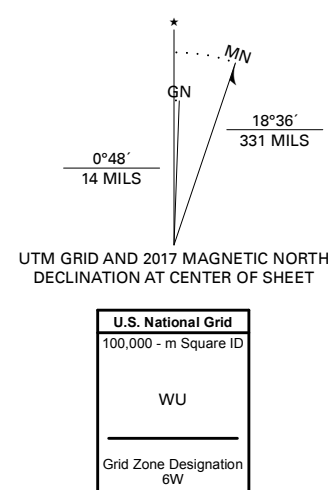 ★
MN
GN
18°36´
331 MILS
0°48´
14 MILS
UTM GRID AND 2017 MAGNETIC NORTH
DECLINATION AT CENTER OF SHEET
U.S. National Grid
100,000 - m Square ID
WU
Grid Zone Designation
6W